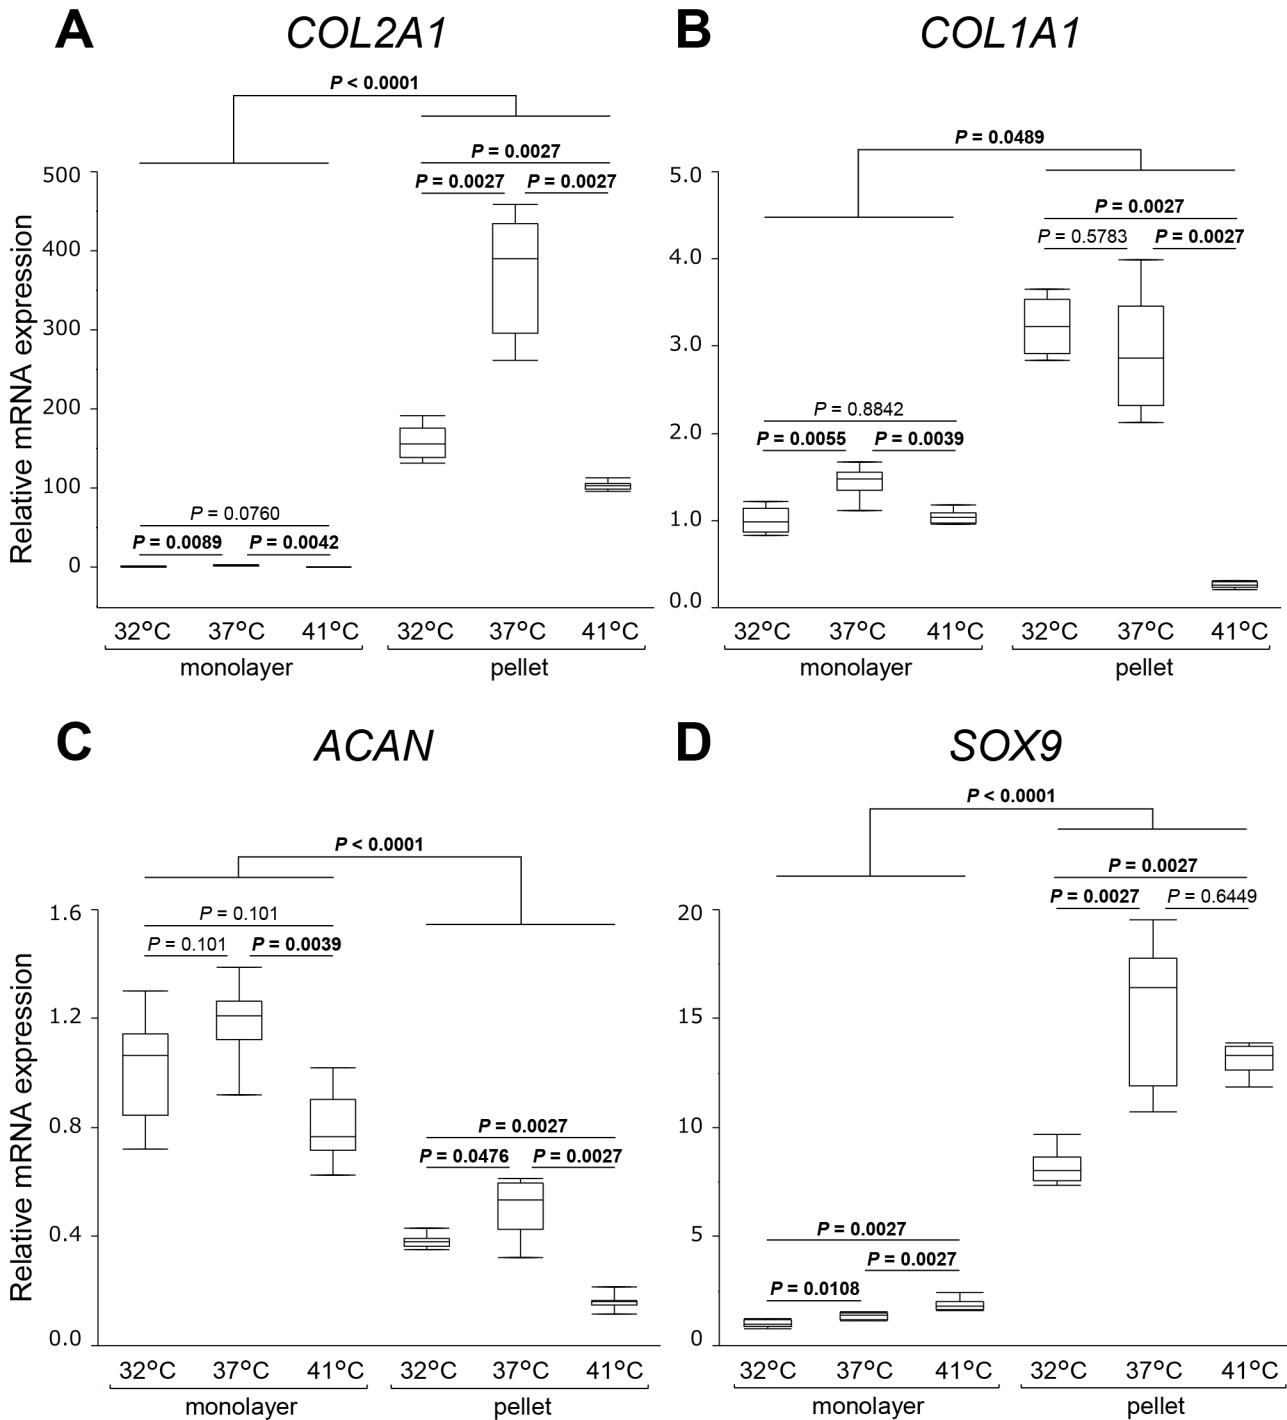 A
COL2A1
P < 0.0001
P = 0.0027
P = 0.0027
P = 0.0027
500
400
300
200
100
0
Relative mRNA expression
P = 0.0760
P = 0.0089
P = 0.0042
32°C
37°C
41°C
32°C
37°C
41°C
monolayer
pellet
B
COL1A1
P = 0.0489
P = 0.0027
P = 0.5783
P = 0.0027
5.0
4.0
3.0
2.0
1.0
0.0
P = 0.8842
P = 0.0055
P = 0.0039
32°C
37°C
41°C
32°C
37°C
41°C
monolayer
pellet
C
ACAN
P < 0.0001
P = 0.101
P = 0.101
P = 0.0039
1.6
1.2
0.8
0.4
0.0
Relative mRNA expression
P = 0.0027
P = 0.0476
P = 0.0027
32°C
37°C
41°C
32°C
37°C
41°C
monolayer
pellet
D
SOX9
P < 0.0001
P = 0.0027
P = 0.0027
P = 0.6449
20
15
10
5
0
P = 0.0027
P = 0.0027
P = 0.0108
32°C
37°C
41°C
32°C
37°C
41°C
monolayer
pellet